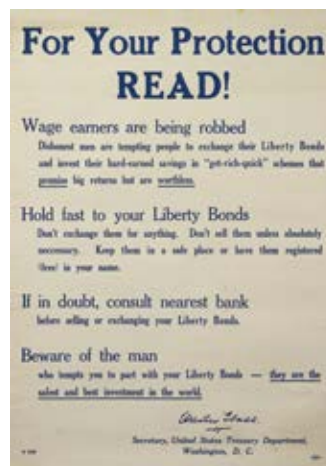 For Your Protection
READ!
Wage earners are being robbed
Dishonest men are tempting people to exchange their Liberty Bonds
and invest their hard-earned savings in "get-rich-quick" schemes that
promise big returns but are worthless.
Hold fast to your Liberty Bonds
Don't exchange them for anything. Don't sell them unless absolutely
necessary. Keep them in a safe place or have them registered
(free) in your name.
If in doubt, consult nearest bank
before selling or exchanging your Liberty Bonds.
Beware of the man
who tempts you to part with your Liberty Bonds — they are the
safest and best investment in the world.
Secretary, United States Treasury Department,
Washington, D. C.